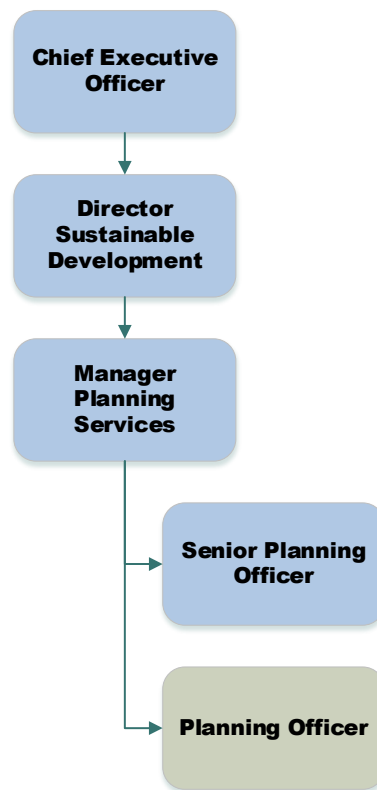 Chief Executive
Officer
Director
Sustainable
Development
Manager
Planning
Services
Senior Planning
Officer
Planning Officer